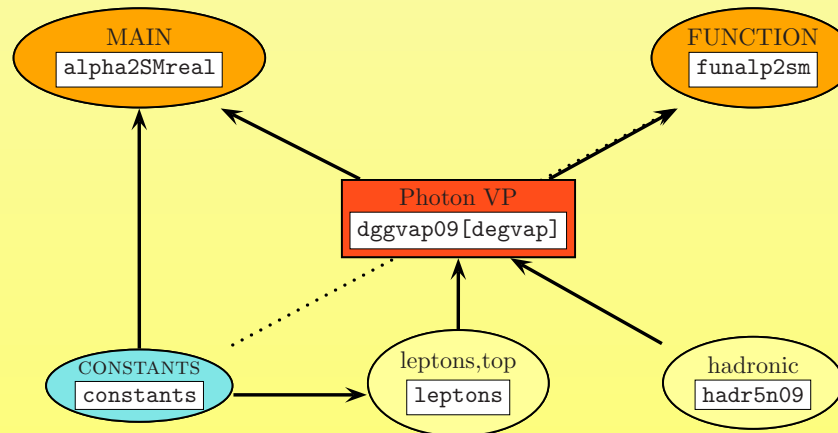 MAIN
alpha2SMreal
FUNCTION
funalp2sm
Photon VP
dggvap09[degvap]
CONSTANTS
constants
leptons,top
leptons
hadronic
hadr5n09